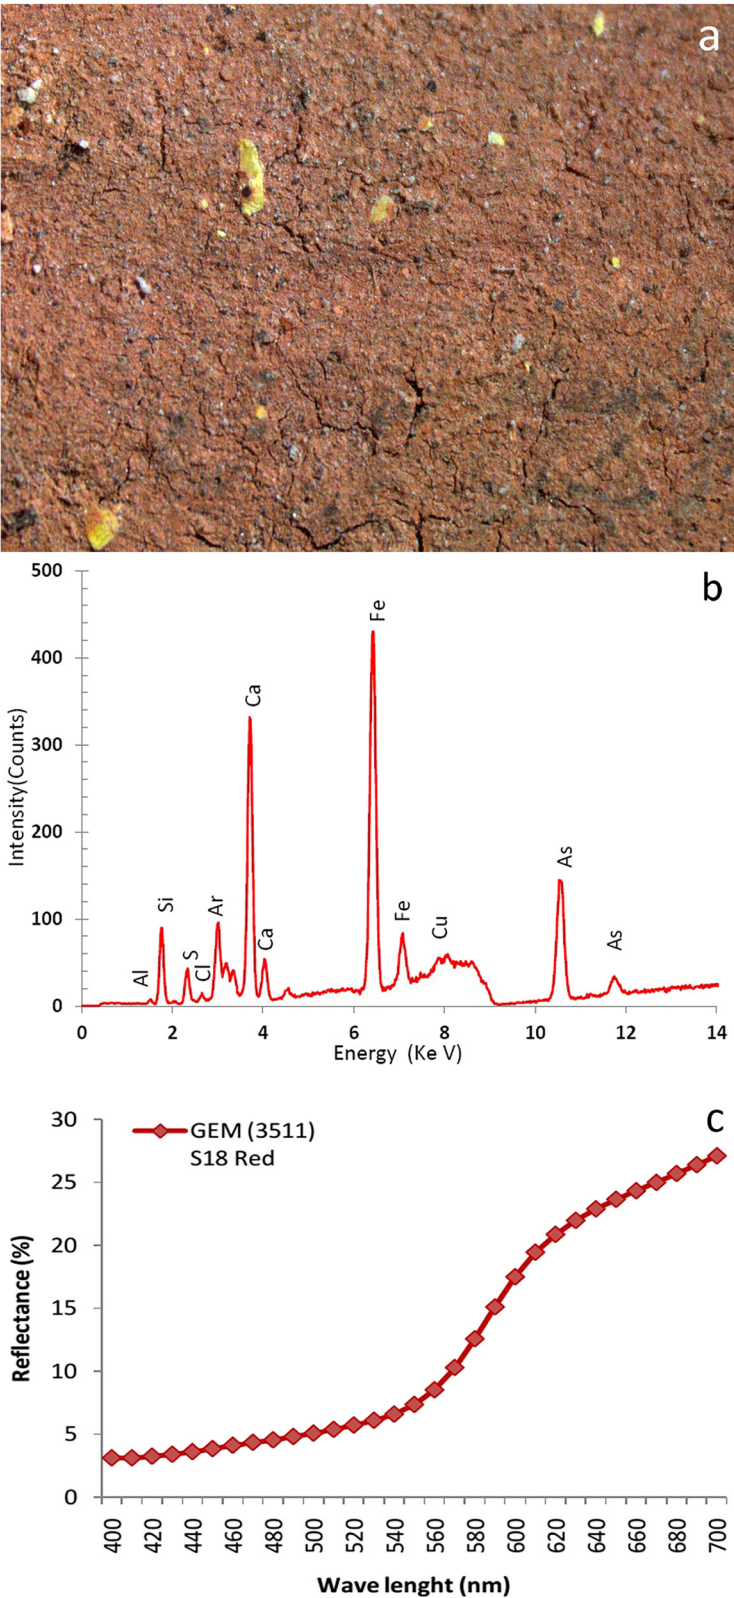 a
b
500
400
300
200
100
0
Intensity(Counts)
Al
Si
S
Cl
Ar
Ca
Ca
Fe
Fe
Cu
As
As
0 2 4 6 8 10 12 14
Energy (Ke V)
c
30
25
20
15
10
5
0
Reflectance (%)
GEM (3511)
S18 Red
400 420 440 460 480 500 520 540 560 580 600 620 640 660 680 700
Wave lenght (nm)